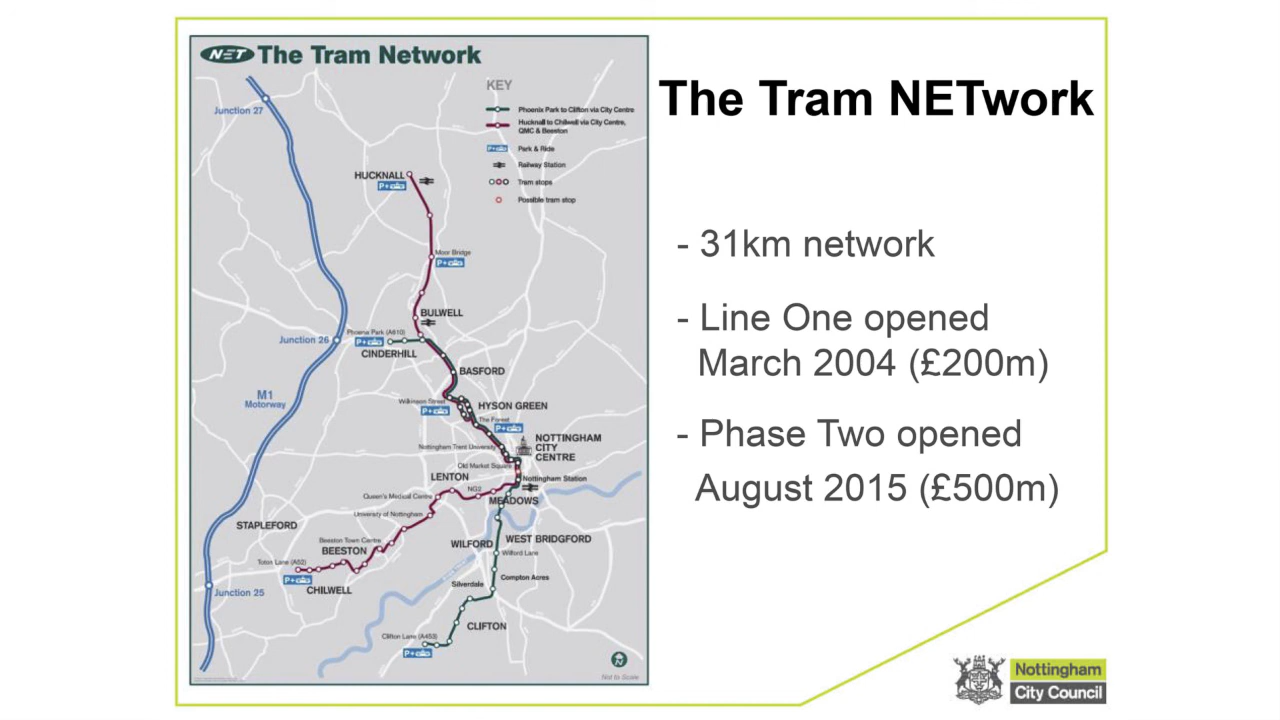 NET The Tram Network
KEY
Phoenix Park to Clifton via City Centre
Hucknall to Chilwell via City Centre,
QMC & Beeston
P+
Park & Ride
Railway Station
Tram stops
Possible tram stop
Junction 27
HUCKNALL
P+
Moor Bridge
P+
BULWELL
Phoenix Park (A610)
Junction 26
P+
CINDERHILL
BASFORD
M1
Motorway
Wilkinson Street
P+
HYSON GREEN
The Forest
P+
NOTTINGHAM
CITY
CENTRE
Nottingham Trent University
Old Market Square
LENTON
Nottingham Station
NG2
Queen's Medical Centre
MEADOWS
University of Nottingham
STAPLEFORD
Beeston Town Centre
BEESTON
WILFORD
WEST BRIDGFORD
Wilford Lane
Toton Lane (A52)
P+
CHILWELL
Junction 25
Silverdale
Compton Acres
CLIFTON
Clifton Lane (A453)
P+
N
Not to Scale
The Tram NETwork
- 31km network
- Line One opened
March 2004 (£200m)
- Phase Two opened
August 2015 (£500m)
Nottingham
City Council